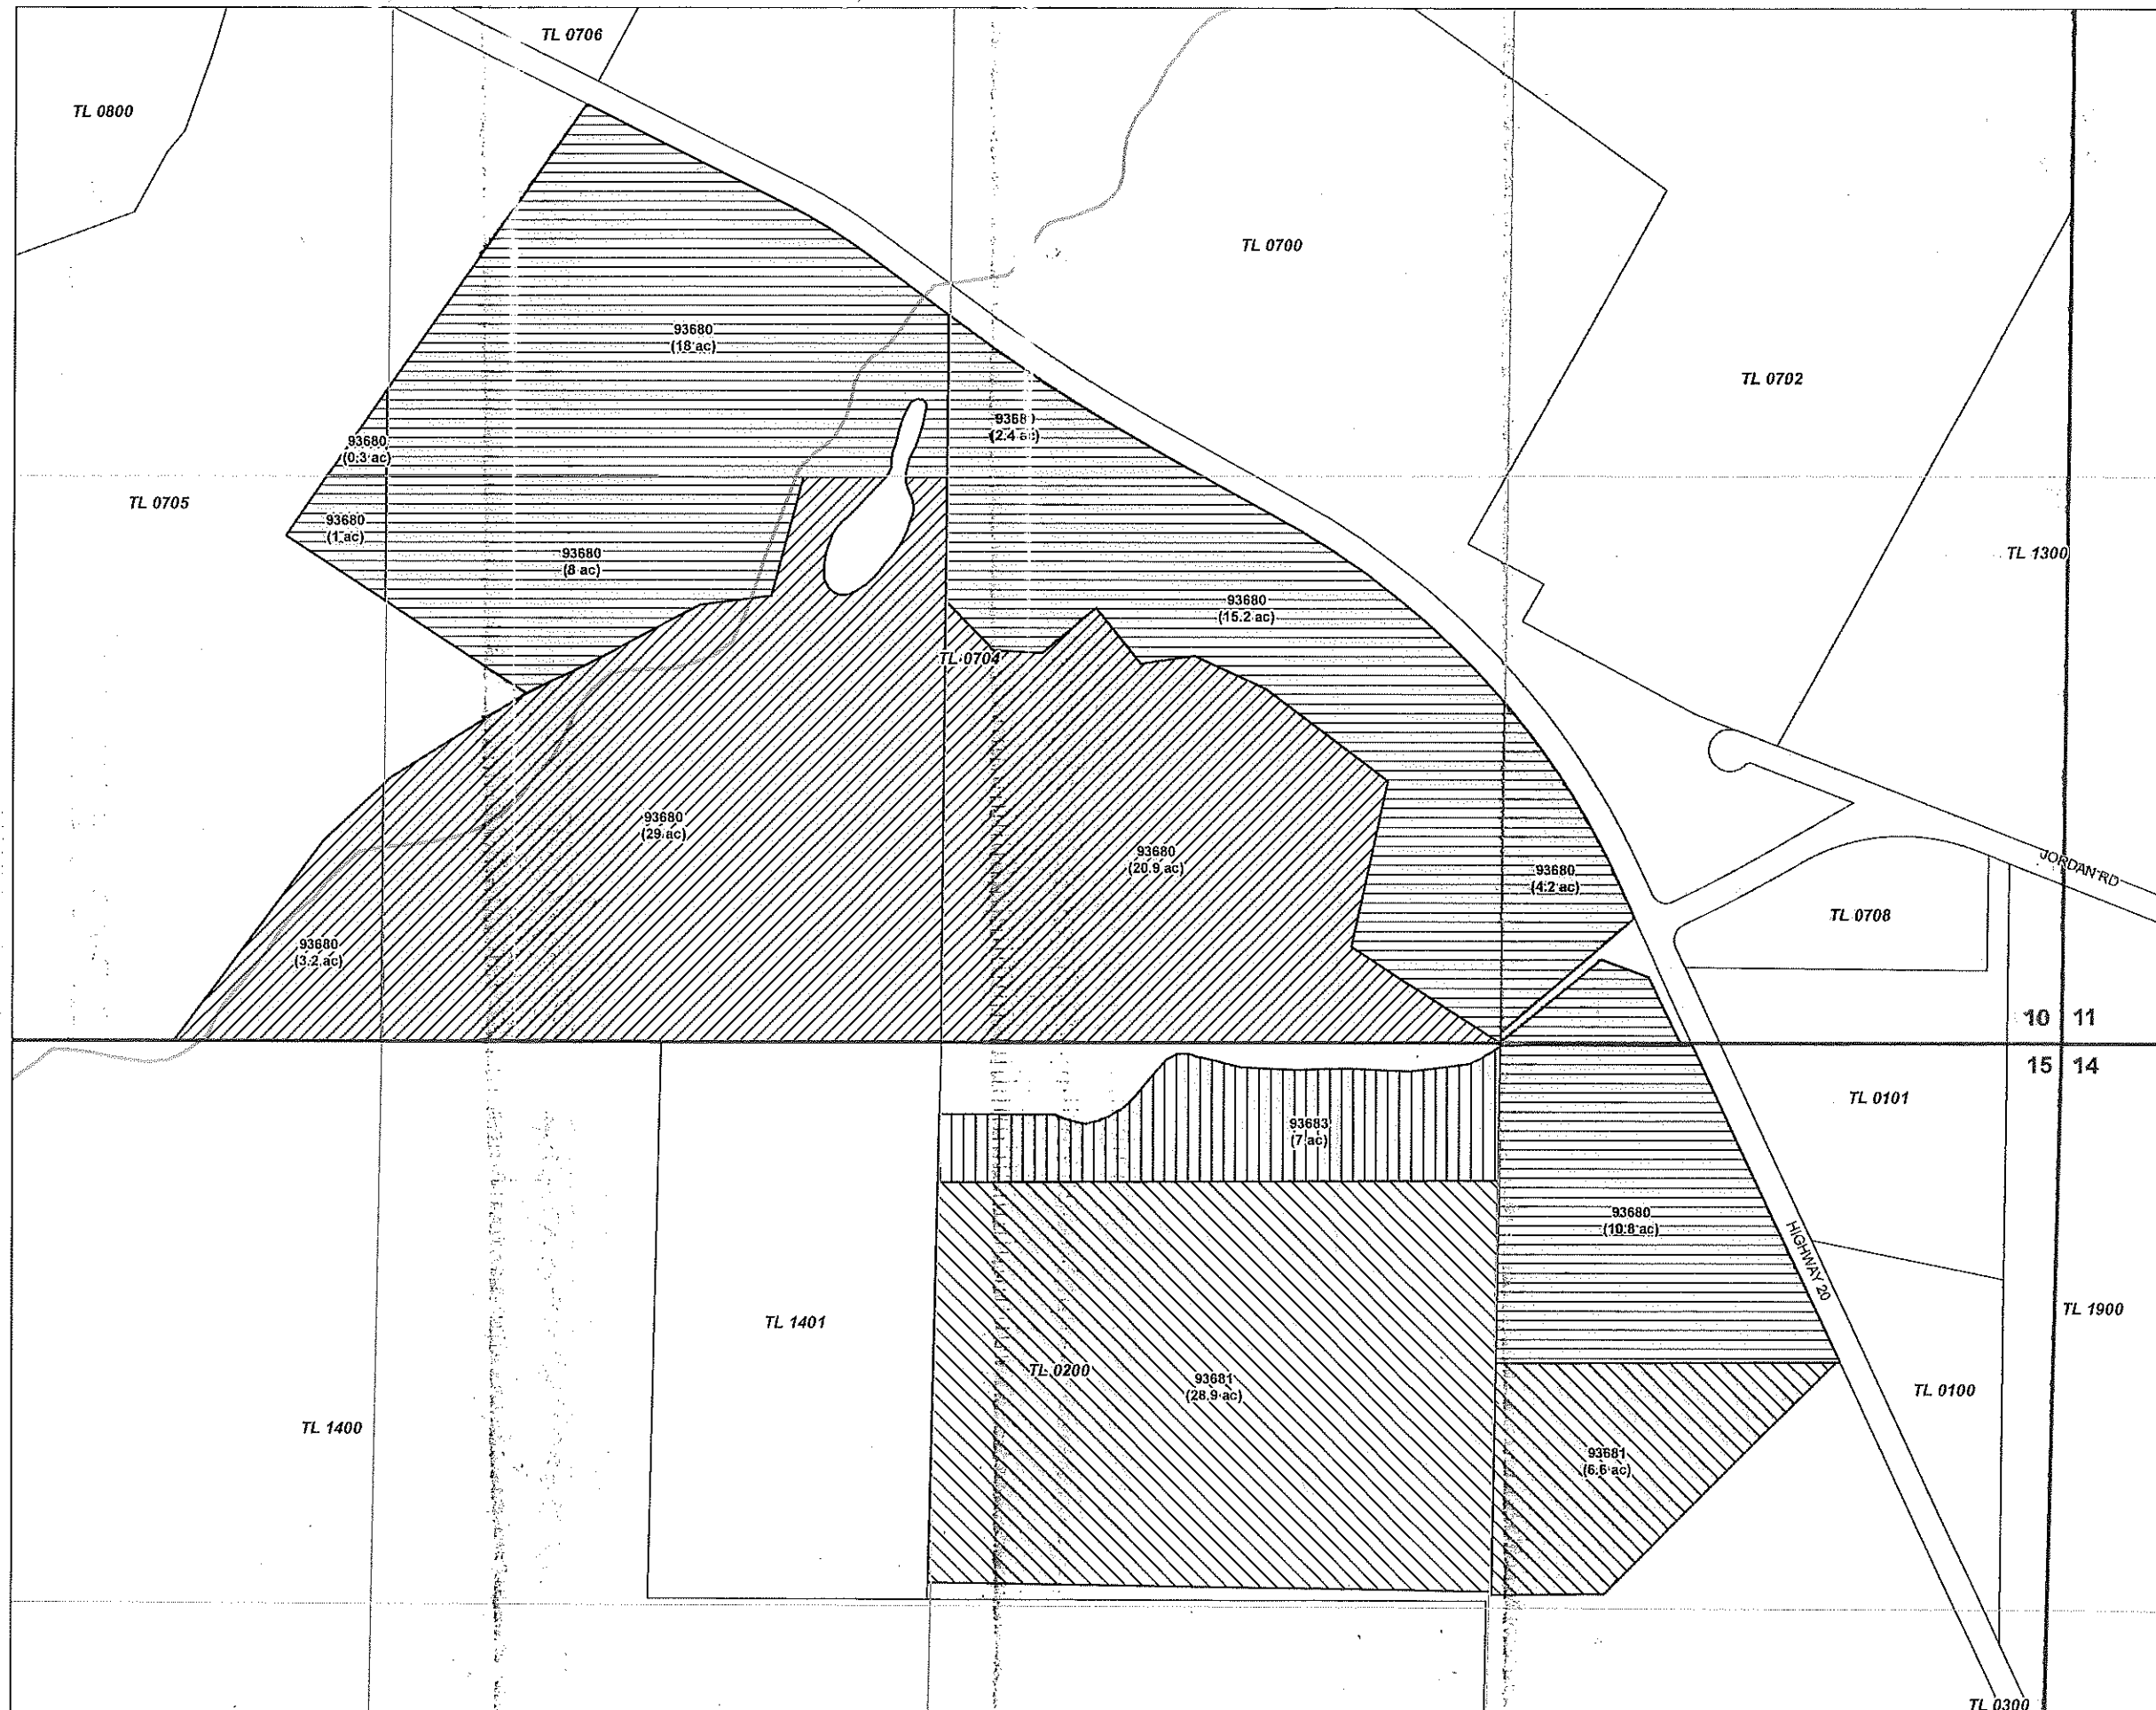 TL 0706
TL 0800
TL 0700
93680
(18 ac)
TL 0702
93680
(2.4 ac)
93680
(0.3 ac)
TL 0705
93680
(1 ac)
93680
(8 ac)
TL 1300
93680
(15.2 ac)
TL 0704
93680
(29 ac)
93680
(20.9 ac)
93680
(4.2 ac)
JORDAN RD
TL 0708
93680
(3.2 ac)
10 11
15 14
TL 0101
93683
(7 ac)
93680
(10.8 ac)
HIGHWAY 20
TL 1900
TL 1401
TL 0200
93681
(28.9 ac)
TL 0100
TL 1400
93681
(6.6 ac)
TL 0300